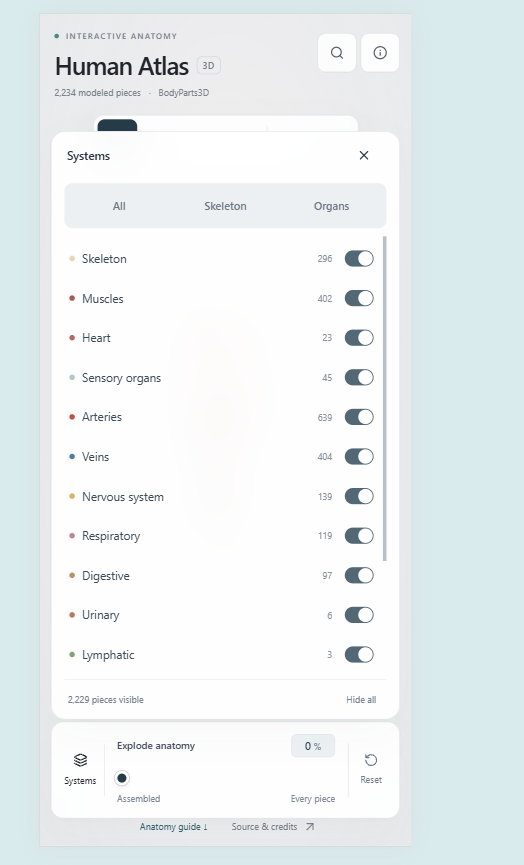 INTERACTIVE ANATOMY
Human Atlas 3D
2,234 modeled pieces · BodyParts3D
Systems
All Skeleton Organs
Skeleton 296
Muscles 402
Heart 23
Sensory organs 45
Arteries 639
Veins 404
Nervous system 139
Respiratory 119
Digestive 97
Urinary 6
Lymphatic 3
2,229 pieces visible Hide all
Explode anatomy 0 %
Systems Reset
Assembled Every piece
Anatomy guide ↓ Source & credits ↗